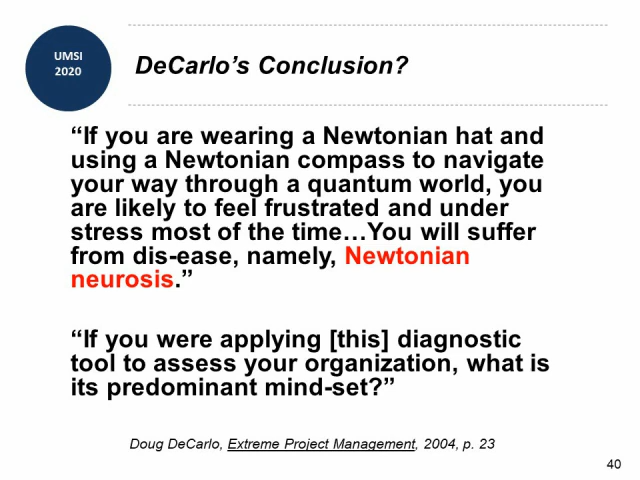 UMSI
2020
DeCarlo’s Conclusion?
“If you are wearing a Newtonian hat and
using a Newtonian compass to navigate
your way through a quantum world, you
are likely to feel frustrated and under
stress most of the time…You will suffer
from dis-ease, namely, Newtonian
neurosis.”
“If you were applying [this] diagnostic
tool to assess your organization, what is
its predominant mind-set?”
Doug DeCarlo, Extreme Project Management, 2004, p. 23
40